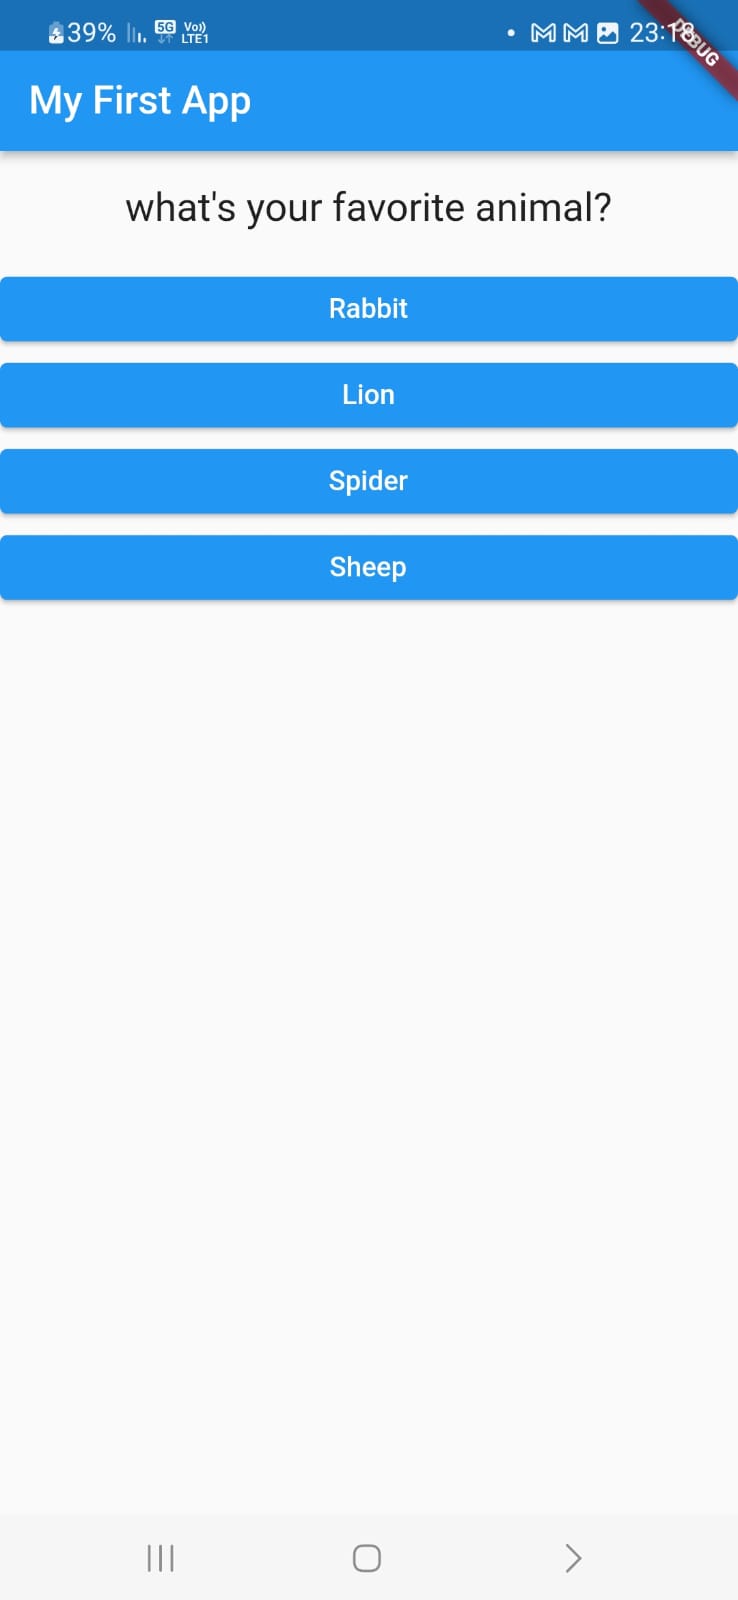 39% 5G Vo)) LTE1 23:18
DEBUG
My First App
what's your favorite animal?
Rabbit
Lion
Spider
Sheep